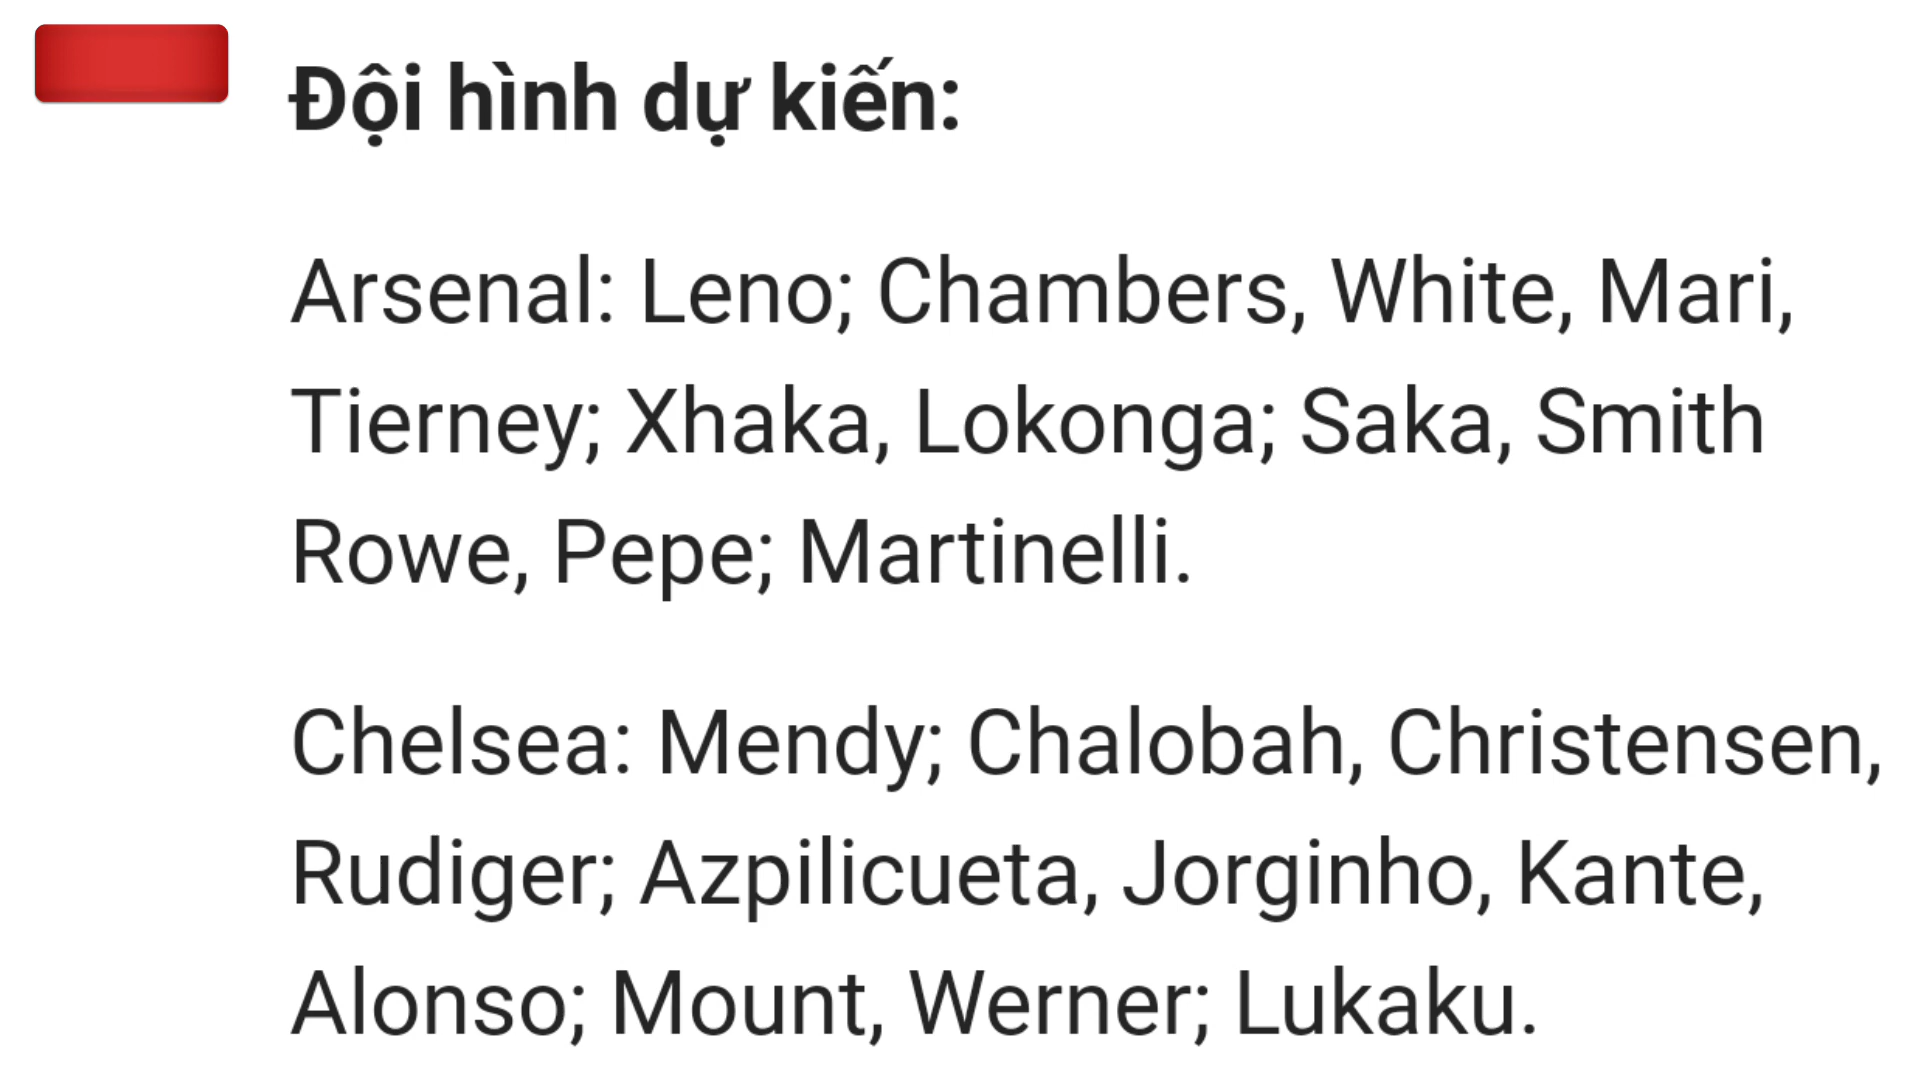 Đội hình dự kiến:
Arsenal: Leno; Chambers, White, Mari,
Tierney; Xhaka, Lokonga; Saka, Smith
Rowe, Pepe; Martinelli.
Chelsea: Mendy; Chalobah, Christensen,
Rudiger; Azpilicueta, Jorginho, Kante,
Alonso; Mount, Werner; Lukaku.